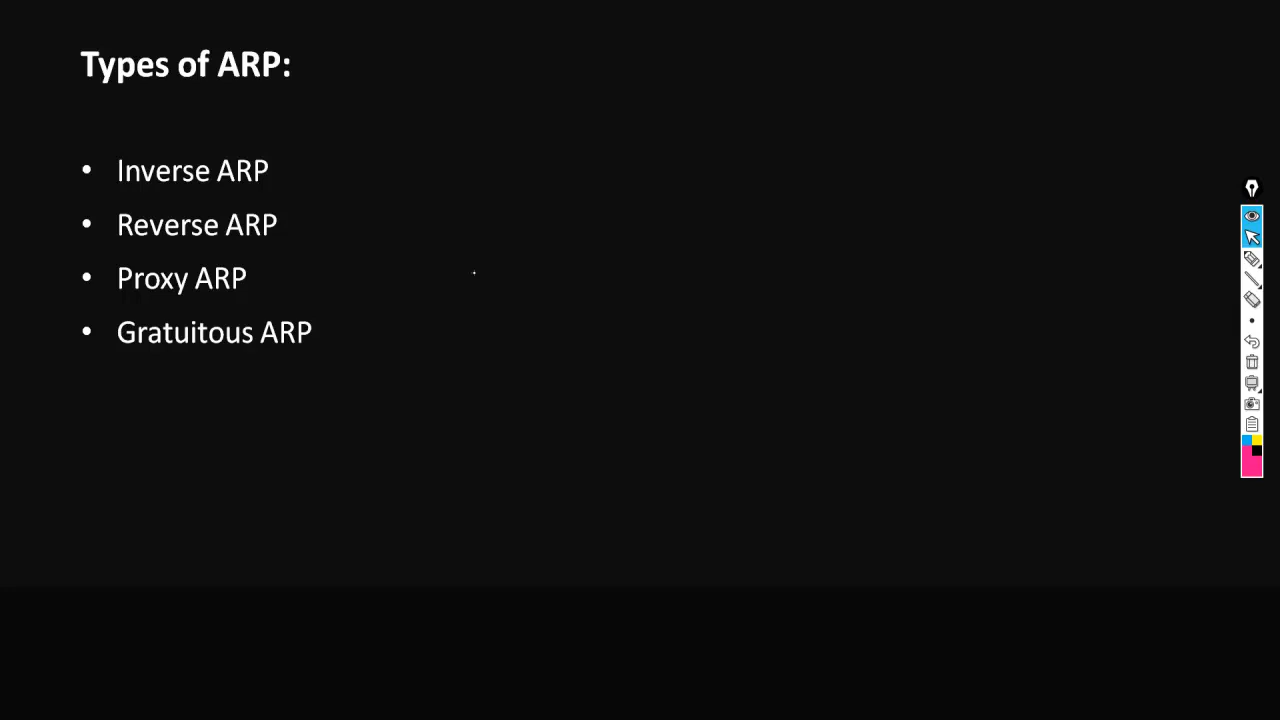 Types of ARP:
• Inverse ARP
• Reverse ARP
• Proxy ARP
• Gratuitous ARP